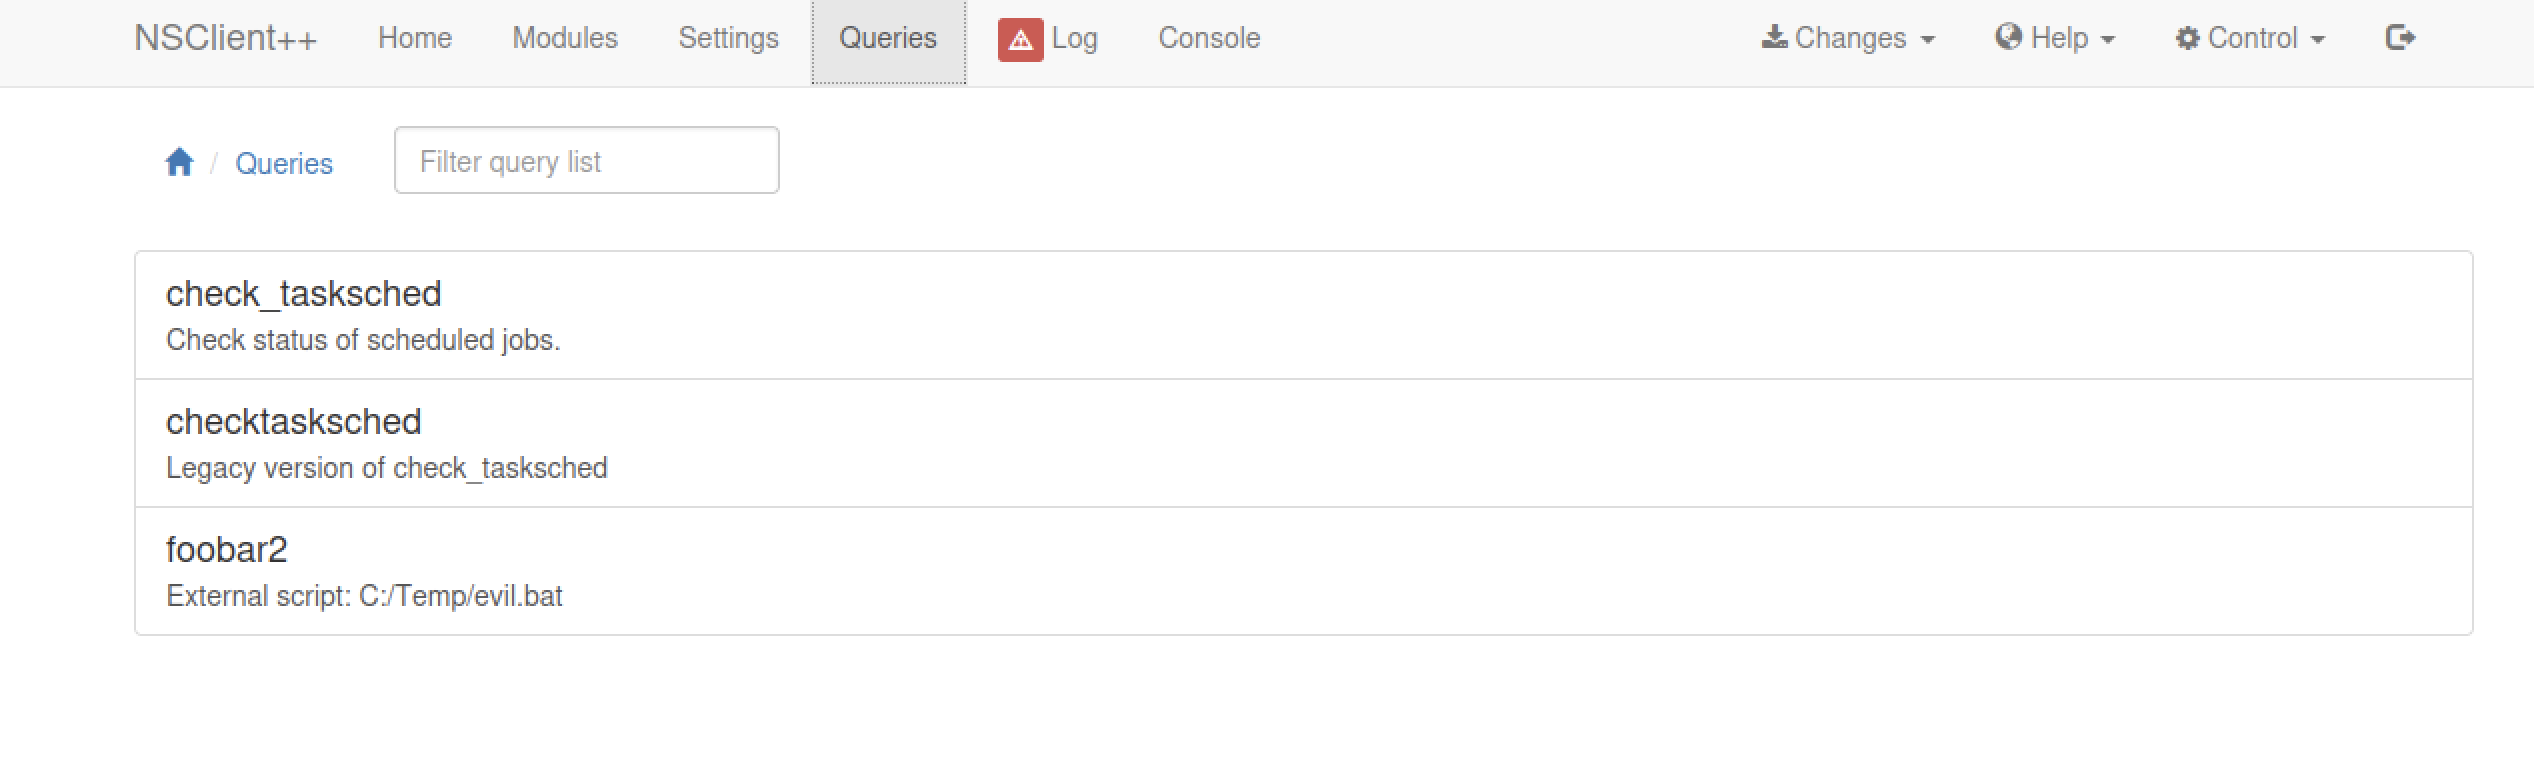 NSClient++ Home Modules Settings Queries Log Console Changes Help Control
/ Queries Filter query list
check_tasksched
Check status of scheduled jobs.
checktasksched
Legacy version of check_tasksched
foobar2
External script: C:/Temp/evil.bat